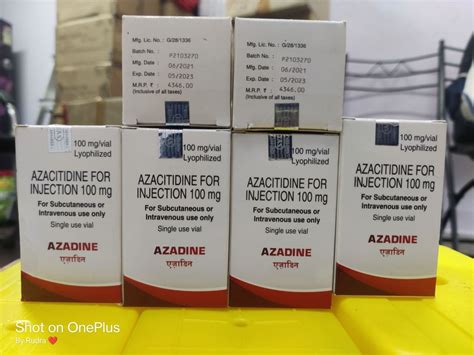 Mfg. Lic. No. : G/28/1336
Batch No. : P2103270
Mfg. Date : 06/2021
Exp. Date : 05/2023
M.R.P. ₹ : 4346.00
(Inclusive of all taxes)
Mfg. Lic. No. : G/28/1336
Batch No. : P2103270
Mfg. Date : 06/2021
Exp. Date : 05/2023
M.R.P. ₹ : 4346.00
(Inclusive of all taxes)
100 mg/vial
Lyophilized
AZACITIDINE FOR
INJECTION 100 mg
For Subcutaneous or
Intravenous use only
Single use vial
AZADINE
एज़ाडिन
100 mg/vial
Lyophilized
AZACITIDINE FOR
INJECTION 100 mg
For Subcutaneous or
Intravenous use only
Single use vial
AZADINE
एज़ाडिन
100 mg/vial
Lyophilized
AZACITIDINE FOR
INJECTION 100 mg
For Subcutaneous or
Intravenous use only
Single use vial
AZADINE
एज़ाडिन
100 mg/vial
Lyophilized
AZACITIDINE FOR
INJECTION 100 mg
For Subcutaneous or
Intravenous use only
Single use vial
AZADINE
एज़ाडिन
Shot on OnePlus
By Rudra ❤️